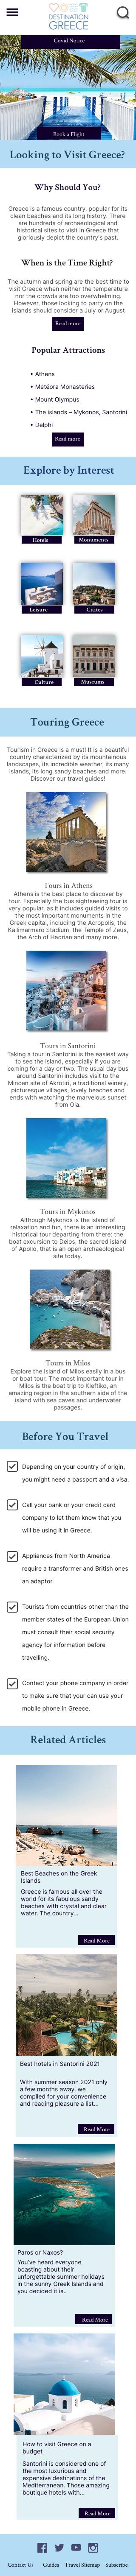 VISIT
DESTINATION
GREECE
Covid Notice
Book a Flight
Looking to Visit Greece?
Why Should You?
Greece is a famous country, popular for its
sandy beaches and its long history. There
are hundreds of archaeological and
historical sites to visit in Greece that
gloriously depict the country's past.
When is the Time Right?
The autumn and spring are the best time to
visit Greece when neither the temperature
nor the crowds are overwhelming.
However, those looking to party on the
islands should consider a July or August
Read more
Popular Attractions
• Athens
• Metéora Monasteries
• Mount Olympus
• The islands – Mykonos, Santorini
• Delphi
Read more
Explore by Interest
Hotels
Monuments
Leisure
Citites
Culture
Museums
Touring Greece
Tourism in Greece is a must! It is a beautiful
country characterized by its mountainous
landscapes, its incredible weather, its many
islands, its long sandy beaches and more.
Discover our travel guides!
Tours in Athens
Athens is the best place to discover by
tour. Especially the bus sightseeing tour is
very popular, as it includes guided visits to
the most important monuments in the
Greek capital, including the Acropolis, the
Kallimarmaro Stadium, the Temple of Zeus,
the Arch of Hadrian and many more.
Tours in Santorini
Taking a tour in Santorini is the easiest way
to see the island, especially if you are
coming for a day or two. The usual day bus
around Santorini includes visit to the
Minoan site of Akrotiri, a traditional winery,
picturesque villages, lovely beaches and
ends with watching the marvelous sunset
from Oia.
Tours in Mykonos
Although Mykonos is the island of
relaxation and fun, there is an interesting
historical tour departing from there: the
boat excursion to Delos, the sacred island
of Apollo, that is an open archaeological
site today.
Tours in Milos
Explore the island of Milos easily in a bus
or boat tour. The most important tour in
Milos is the boat trip to Kleftiko, an
amazing region in the southern side of the
island with sea caves and underwater
passages.
Before You Travel
Depending on your country of origin,
you might need a passport and a visa.
Call your bank or your credit card
company to let them know that you
will be using it in Greece.
Appliances from North America
require a transformer and British ones
an adaptor.
Tourists from countries other than the
member states of the European Union
must consult their social security
agency for information before
travelling.
Contact your phone company in order
to make sure that your can use your
mobile phone in Greece.
Related Articles
Best Beaches on the Greek
Islands
Greece is famous all over the
world for its fabulous sandy
beaches with crystal and clear
water. The country...
Read More
Best hotels in Santorini 2021
With summer season 2021 only
a few months away, we
compiled for your convenience
and reading pleasure a list...
Read More
Paros or Naxos?
You've heard everyone
boasting about their
unforgettable summer holidays
in the sunny Greek Islands and
you decided it is..
Read More
How to visit Greece on a
budget
Santorini is considered one of
the most luxurious and
expensive destinations of the
Mediterranean. Those amazing
boutique hotels with...
Read More
Contact Us Guides Travel Sitemap Subscribe